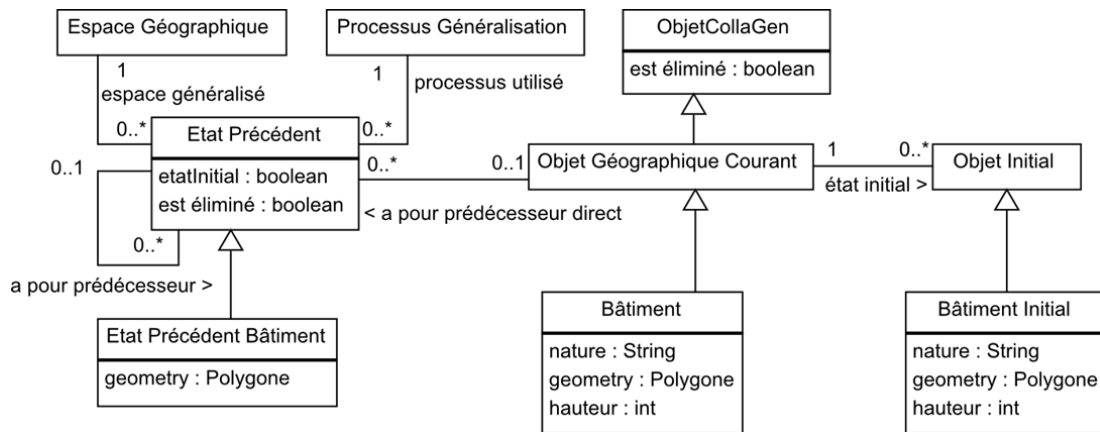 Espace Géographique
Processus Généralisation
ObjetCollaGen
est éliminé : boolean
1
espace généralisé
0..*
1
processus utilisé
0..*
Etat Précédent
etatInitial : boolean
est éliminé : boolean
0..1
0..*
a pour prédécesseur >
0..*
0..1
< a pour prédécesseur direct
Objet Géographique Courant
1
0..*
état initial >
Objet Initial
Etat Précédent Bâtiment
geometry : Polygone
Bâtiment
nature : String
geometry : Polygone
hauteur : int
Bâtiment Initial
nature : String
geometry : Polygone
hauteur : int